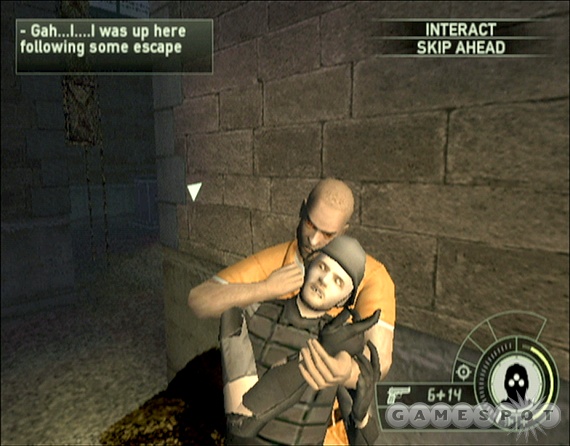 - Gah...I....I was up here
following some escape
INTERACT
SKIP AHEAD
6+14
GAMESPOT